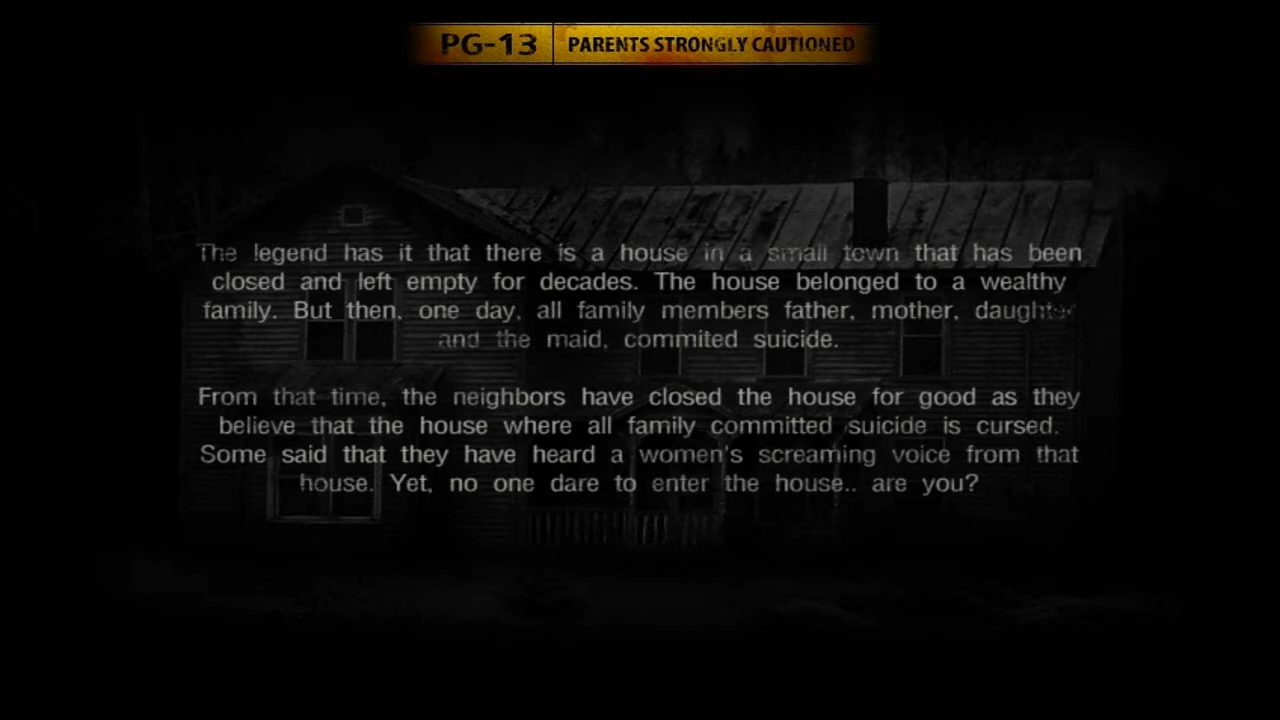 PG-13 PARENTS STRONGLY CAUTIONED
The legend has it that there is a house in a small town that has been
closed and left empty for decades. The house belonged to a wealthy
family. But then, one day, all family members father, mother, daughter
and the maid, commited suicide.
From that time, the neighbors have closed the house for good as they
believe that the house where all family committed suicide is cursed.
Some said that they have heard a women's screaming voice from that
house. Yet, no one dare to enter the house.. are you?